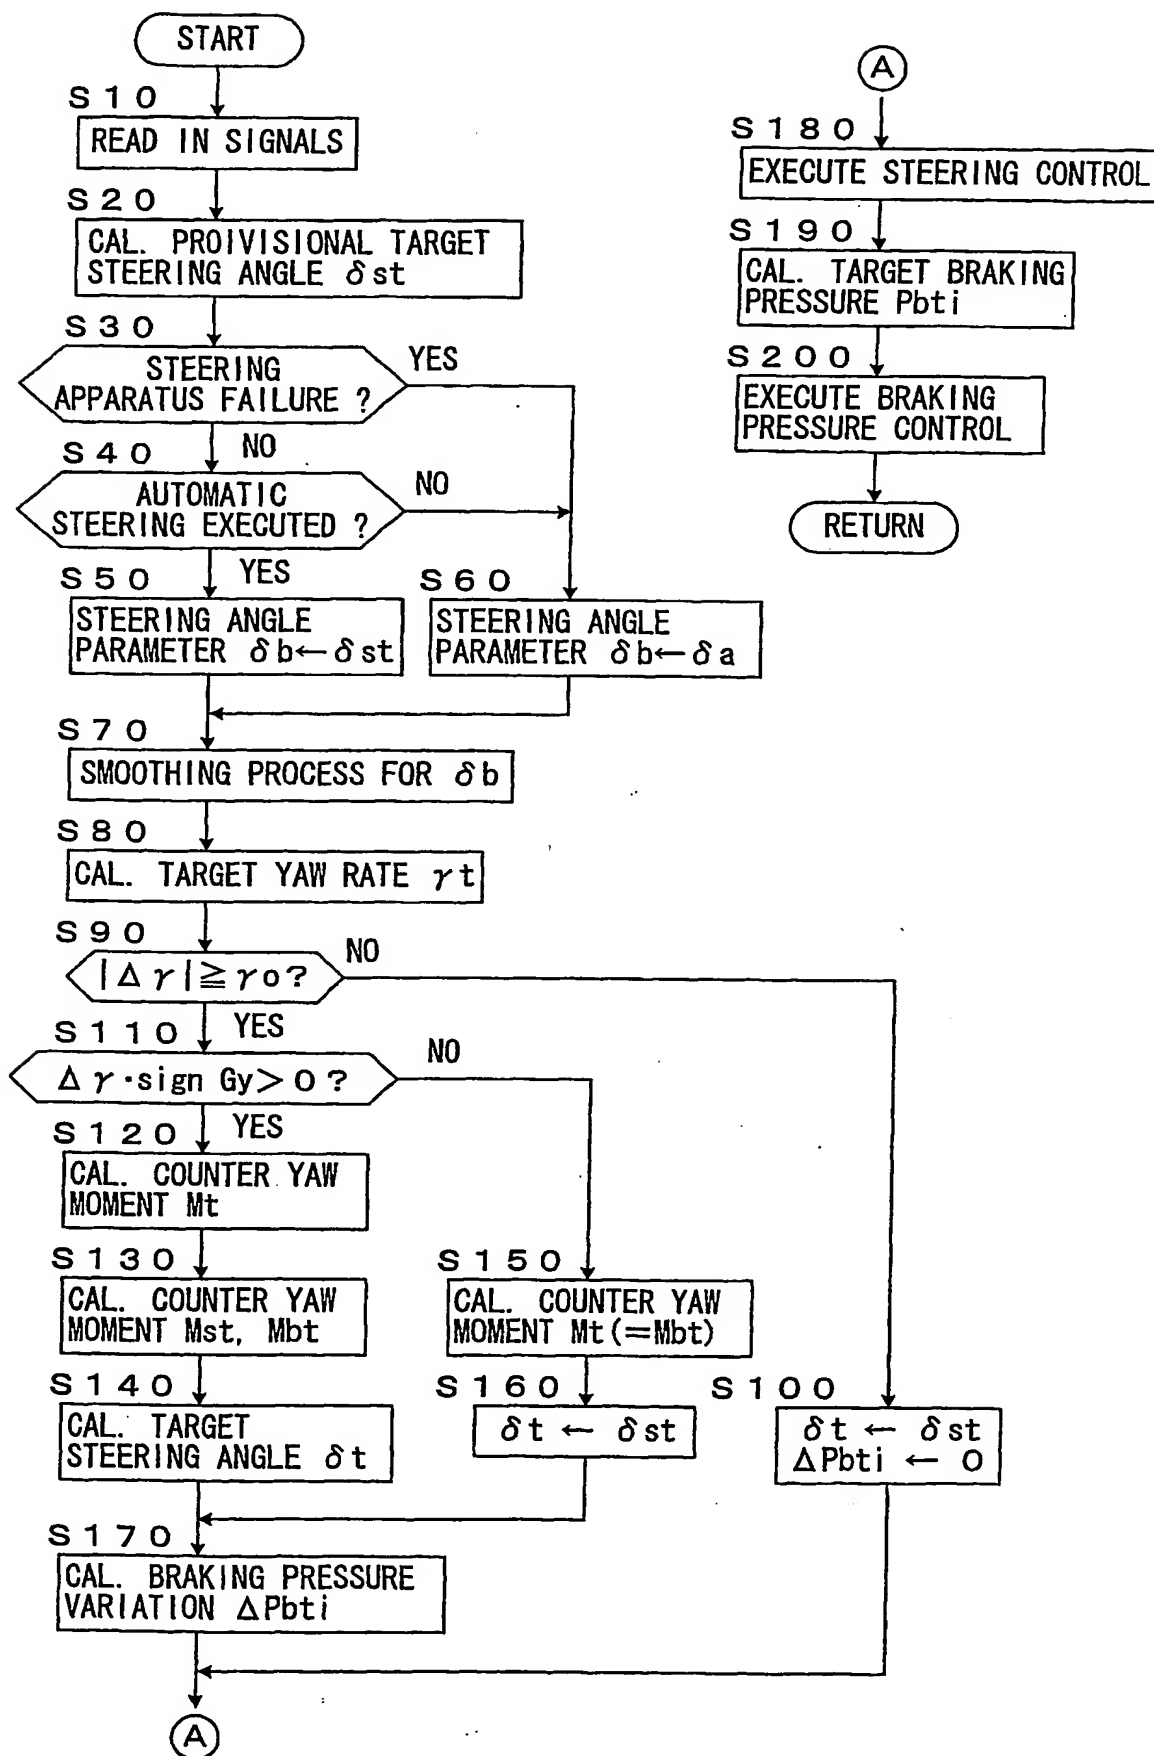 START
S10
READ IN SIGNALS
S20
CAL. PROIVISIONAL TARGET
STEERING ANGLE δst
S30
STEERING
APPARATUS FAILURE ?
YES
NO
S40
AUTOMATIC
STEERING EXECUTED ?
NO
YES
S50
STEERING ANGLE
PARAMETER δb←δst
S60
STEERING ANGLE
PARAMETER δb←δa
S70
SMOOTHING PROCESS FOR δb
S80
CAL. TARGET YAW RATE γt
S90
|Δγ|≧γo?
NO
YES
S110
Δγ·sign Gy>0?
NO
YES
S120
CAL. COUNTER YAW
MOMENT Mt
S130
CAL. COUNTER YAW
MOMENT Mst, Mbt
S140
CAL. TARGET
STEERING ANGLE δt
S150
CAL. COUNTER YAW
MOMENT Mt(=Mbt)
S160
δt ← δst
S100
δt ← δst
ΔPbti ← 0
S170
CAL. BRAKING PRESSURE
VARIATION ΔPbti
A
A
S180
EXECUTE STEERING CONTROL
S190
CAL. TARGET BRAKING
PRESSURE Pbti
S200
EXECUTE BRAKING
PRESSURE CONTROL
RETURN